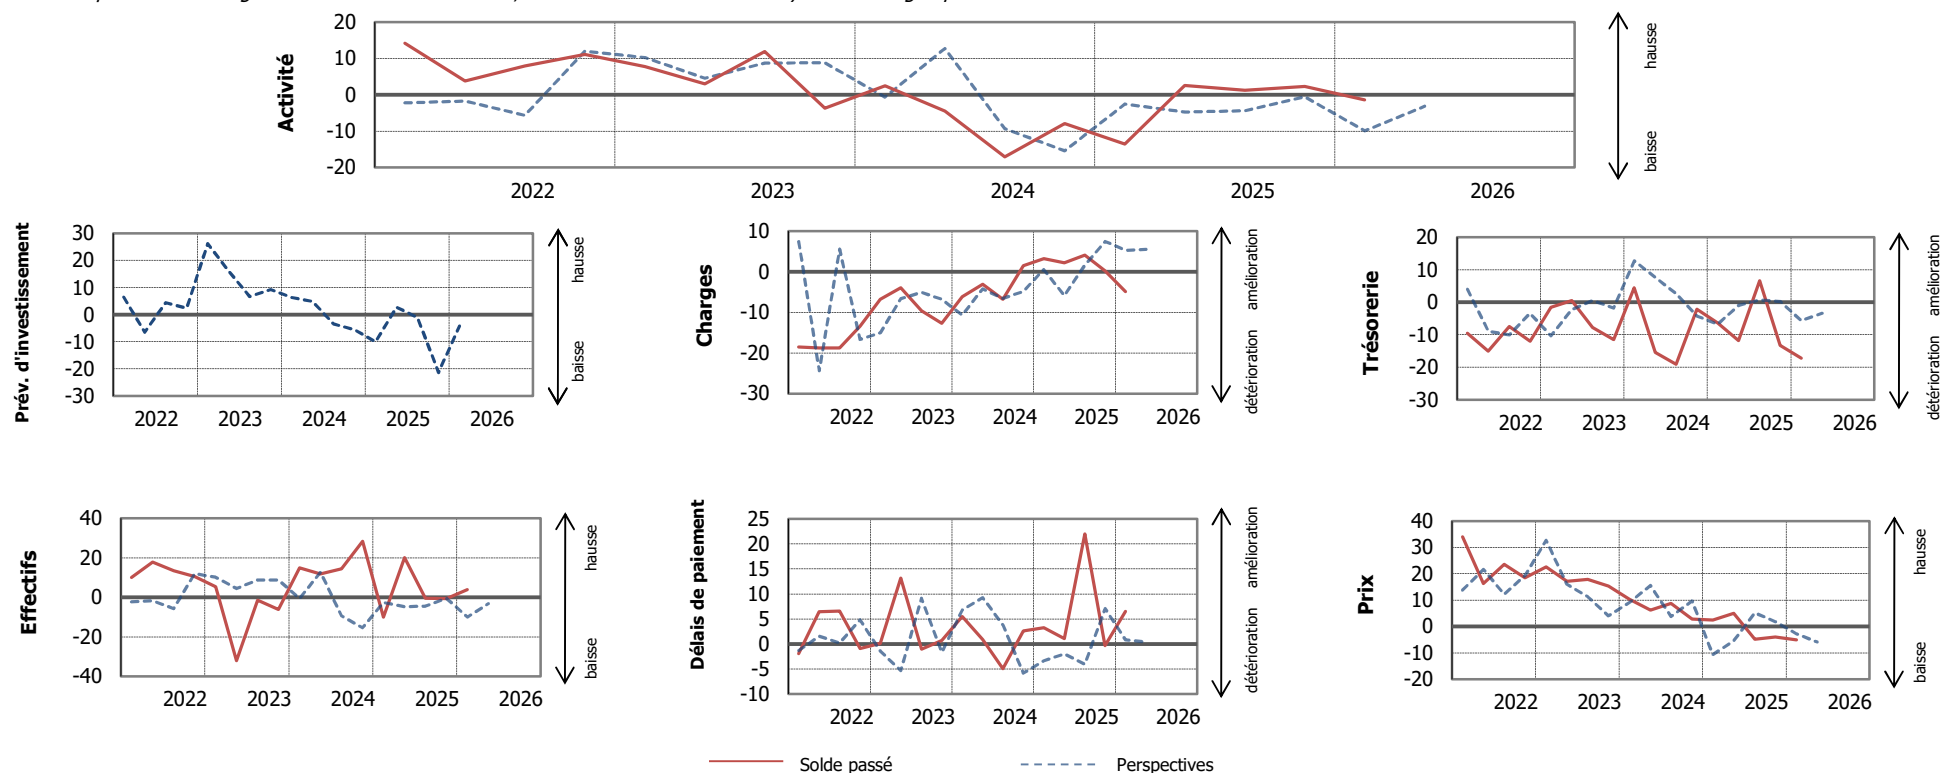 20
10
0
-10
-20
Activité
2022 2023 2024 2025 2026
hausse
baisse
30
20
10
0
-10
-20
-30
Prév. d'investissement
2022 2023 2024 2025 2026
hausse
baisse
10
0
-10
-20
-30
Charges
2022 2023 2024 2025 2026
amélioration
détérioration
20
10
0
-10
-20
-30
Trésorerie
2022 2023 2024 2025 2026
amélioration
détérioration
40
20
0
-20
-40
Effectifs
2022 2023 2024 2025 2026
hausse
baisse
25
20
15
10
5
0
-5
-10
Délais de paiement
2022 2023 2024 2025 2026
amélioration
détérioration
40
30
20
10
0
-10
-20
Prix
2022 2023 2024 2025 2026
hausse
baisse
Solde passé
Perspectives